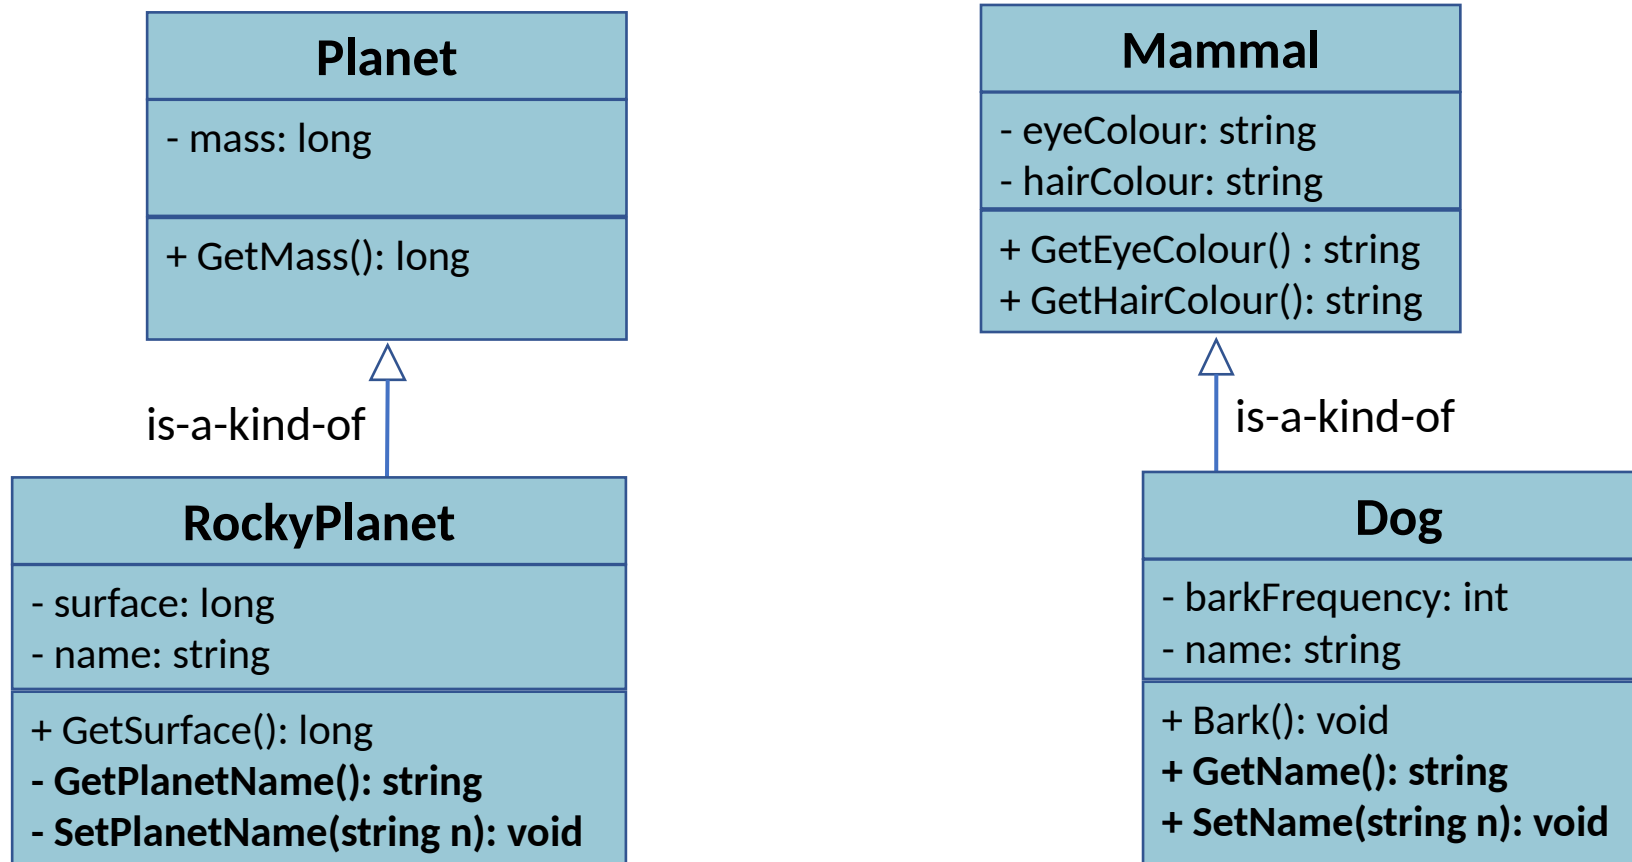 Planet
- mass: long
+ GetMass(): long
is-a-kind-of
RockyPlanet
- surface: long
- name: string
+ GetSurface(): long
- GetPlanetName(): string
- SetPlanetName(string n): void
Mammal
- eyeColour: string
- hairColour: string
+ GetEyeColour() : string
+ GetHairColour(): string
is-a-kind-of
Dog
- barkFrequency: int
- name: string
+ Bark(): void
+ GetName(): string
+ SetName(string n): void